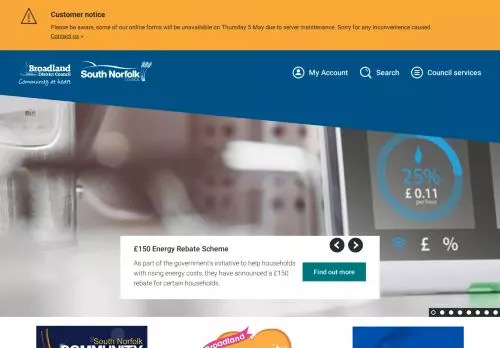 Customer notice
Please be aware, some of our online forms will be unavailable on Thursday 5 May due to server maintenance. Sorry for any inconvenience caused.
Contact us >
Broadland
District Council
Community at heart
South Norfolk
COUNCIL
My Account
Search
Council services
min
25%
£ 0.11
per hour
£ %
£150 Energy Rebate Scheme
As part of the government's initiative to help households
with rising energy costs, they have announced a £150
rebate for certain households.
Find out more
South Norfolk
COMMUNITY
Broadland